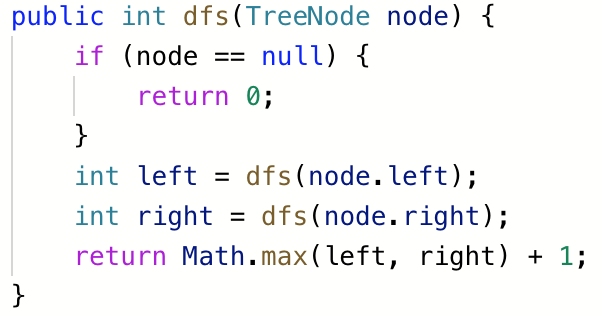 public int dfs(TreeNode node) {
    if (node == null) {
        return 0;
    }
    int left = dfs(node.left);
    int right = dfs(node.right);
    return Math.max(left, right) + 1;
}